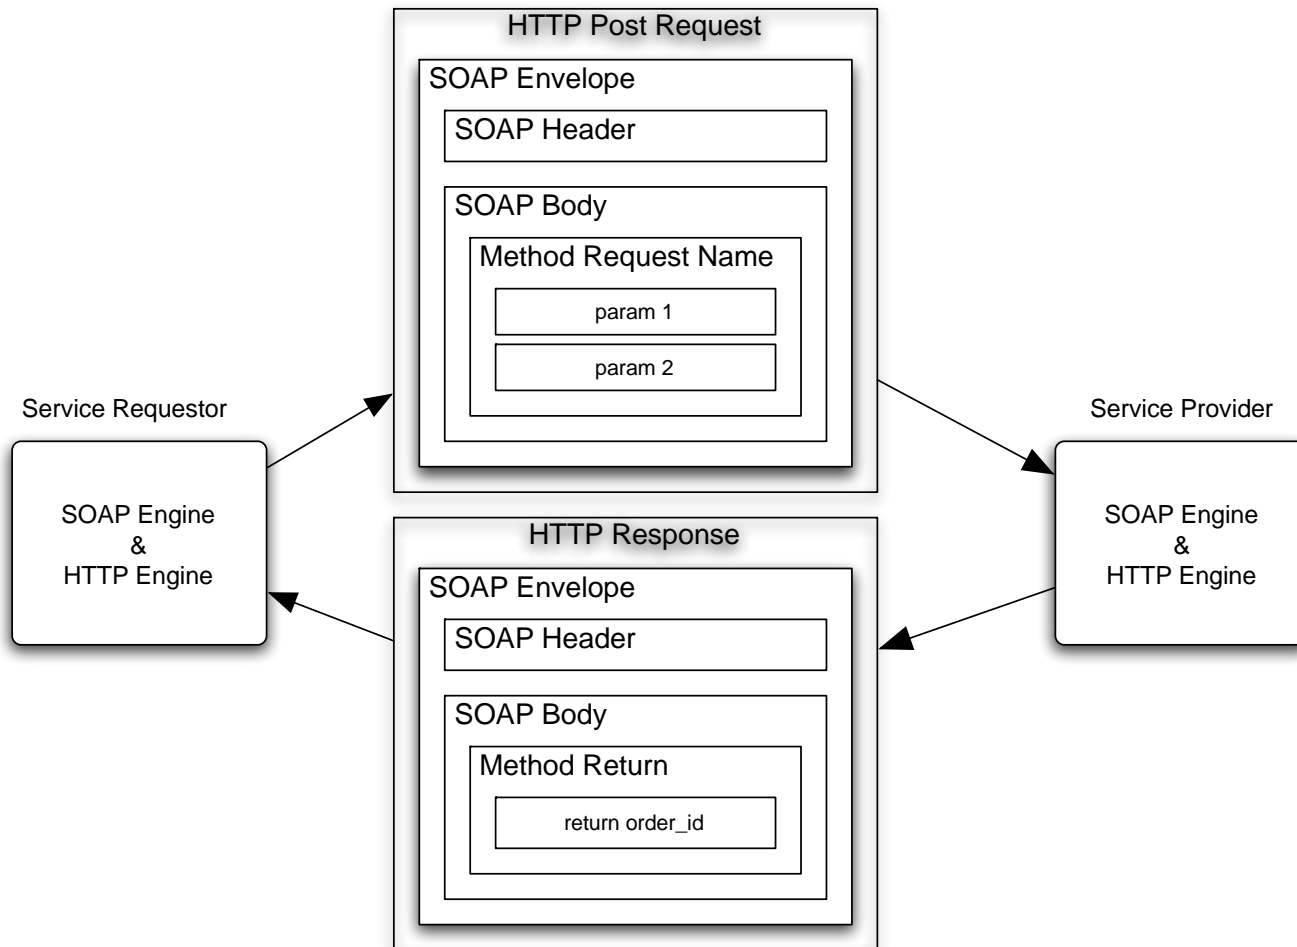 HTTP Post Request
SOAP Envelope
SOAP Header
SOAP Body
Method Request Name
param 1
param 2
Service Requestor
SOAP Engine
&
HTTP Engine
Service Provider
SOAP Engine
&
HTTP Engine
HTTP Response
SOAP Envelope
SOAP Header
SOAP Body
Method Return
return order_id